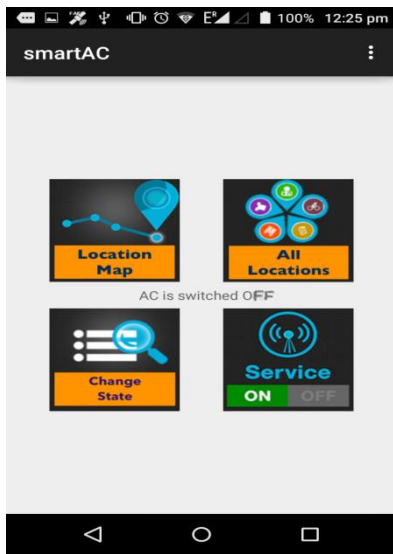 E R 100% 12:25 pm
smartAC
Location
Map
All
Locations
AC is switched OFF
Change
State
Service
ON OFF